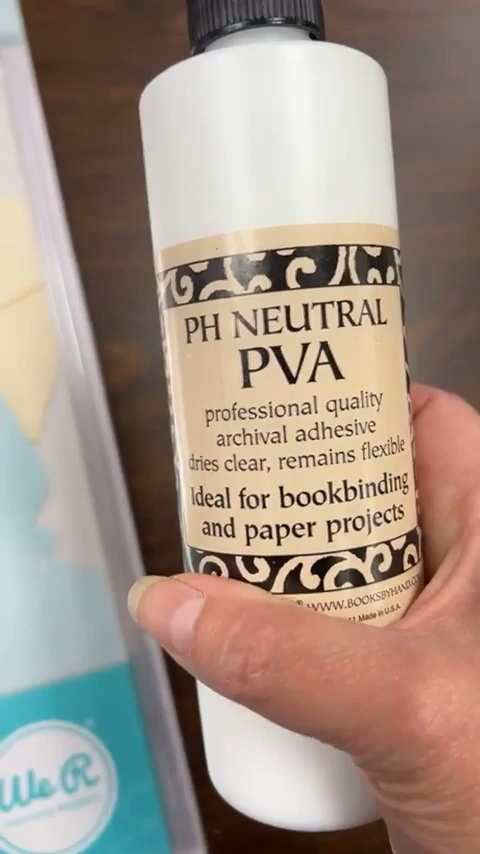 PH NEUTRAL
PVA
professional quality
archival adhesive
dries clear, remains flexible
Ideal for bookbinding
and paper projects
® WWW.BOOKSBYHAND.CO
Made in U.S.A.
We R